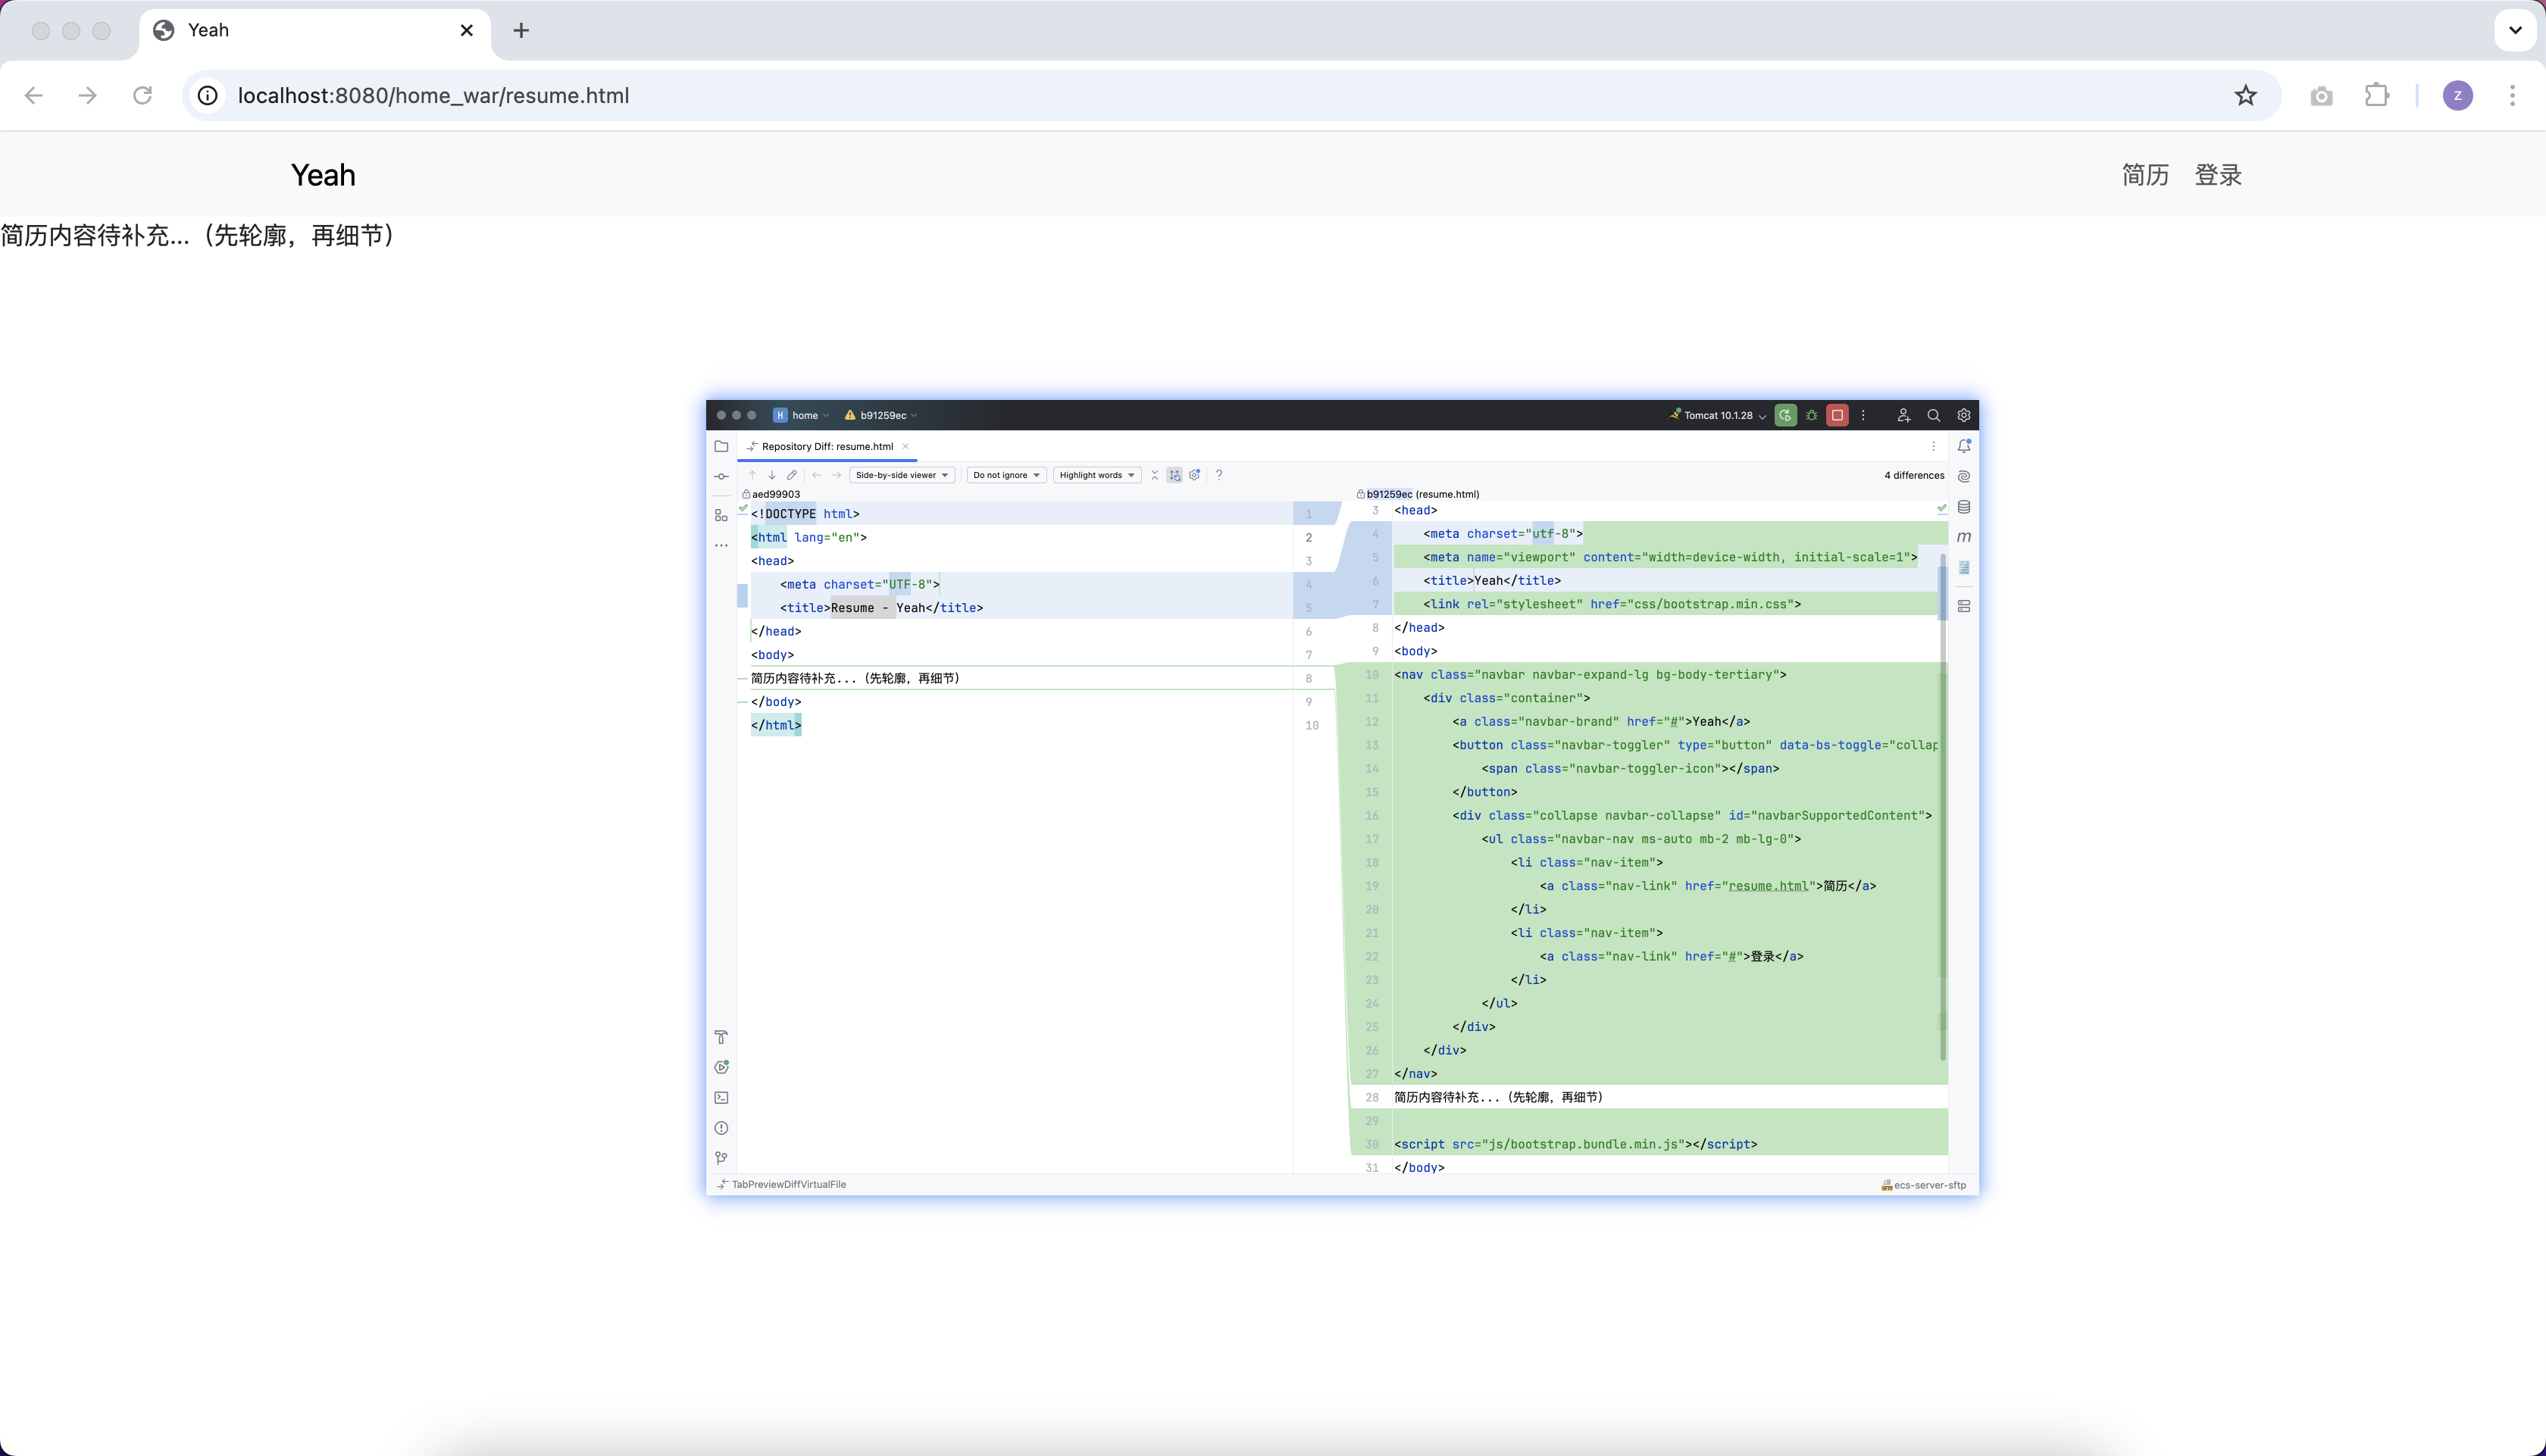 Yeah
localhost:8080/home_war/resume.html
Z
Yeah
简历 登录
简历内容待补充...（先轮廓，再细节）
H home b91259ec Tomcat 10.1.28
Repository Diff: resume.html
Side-by-side viewer Do not ignore Highlight words ? 4 differences
aed99903
<!DOCTYPE html> 1
<html lang="en"> 2
<head> 3
<meta charset="UTF-8"> 4
<title>Resume - Yeah</title> 5
</head> 6
<body> 7
简历内容待补充...（先轮廓，再细节） 8
</body> 9
</html> 10
b91259ec (resume.html)
3 <head>
4 <meta charset="utf-8">
5 <meta name="viewport" content="width=device-width, initial-scale=1">
6 <title>Yeah</title>
7 <link rel="stylesheet" href="css/bootstrap.min.css">
8 </head>
9 <body>
10 <nav class="navbar navbar-expand-lg bg-body-tertiary">
11 <div class="container">
12 <a class="navbar-brand" href="#">Yeah</a>
13 <button class="navbar-toggler" type="button" data-bs-toggle="collap
14 <span class="navbar-toggler-icon"></span>
15 </button>
16 <div class="collapse navbar-collapse" id="navbarSupportedContent">
17 <ul class="navbar-nav ms-auto mb-2 mb-lg-0">
18 <li class="nav-item">
19 <a class="nav-link" href="resume.html">简历</a>
20 </li>
21 <li class="nav-item">
22 <a class="nav-link" href="#">登录</a>
23 </li>
24 </ul>
25 </div>
26 </div>
27 </nav>
28 简历内容待补充...（先轮廓，再细节）
29
30 <script src="js/bootstrap.bundle.min.js"></script>
31 </body>
m
TabPreviewDiffVirtualFile
SFTP ecs-server-sftp